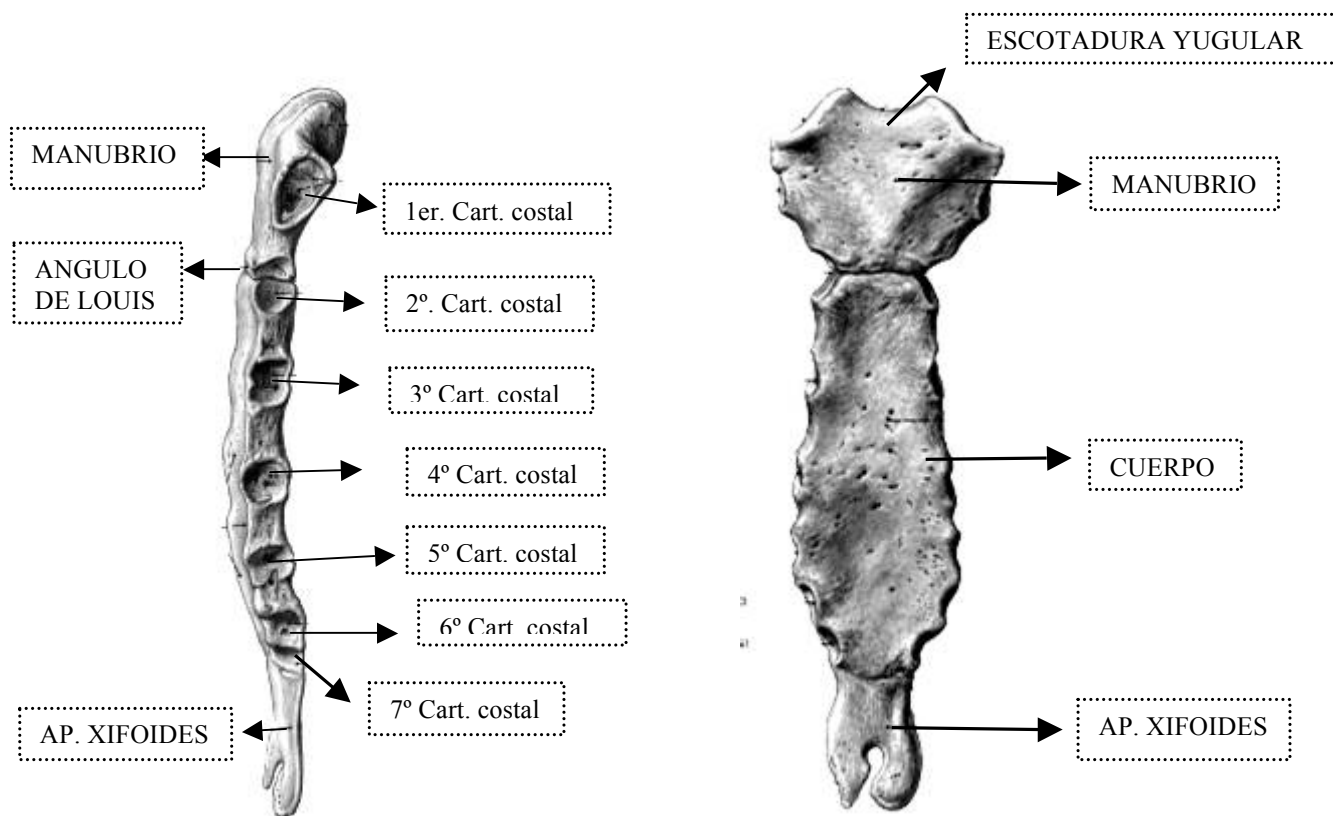 ESCOTADURA YUGULAR
MANUBRIO
1er. Cart. costal
MANUBRIO
ANGULO
DE LOUIS
2º. Cart. costal
3º Cart. costal
4º Cart. costal
CUERPO
5º Cart. costal
6º Cart. costal
7º Cart. costal
AP. XIFOIDES
AP. XIFOIDES